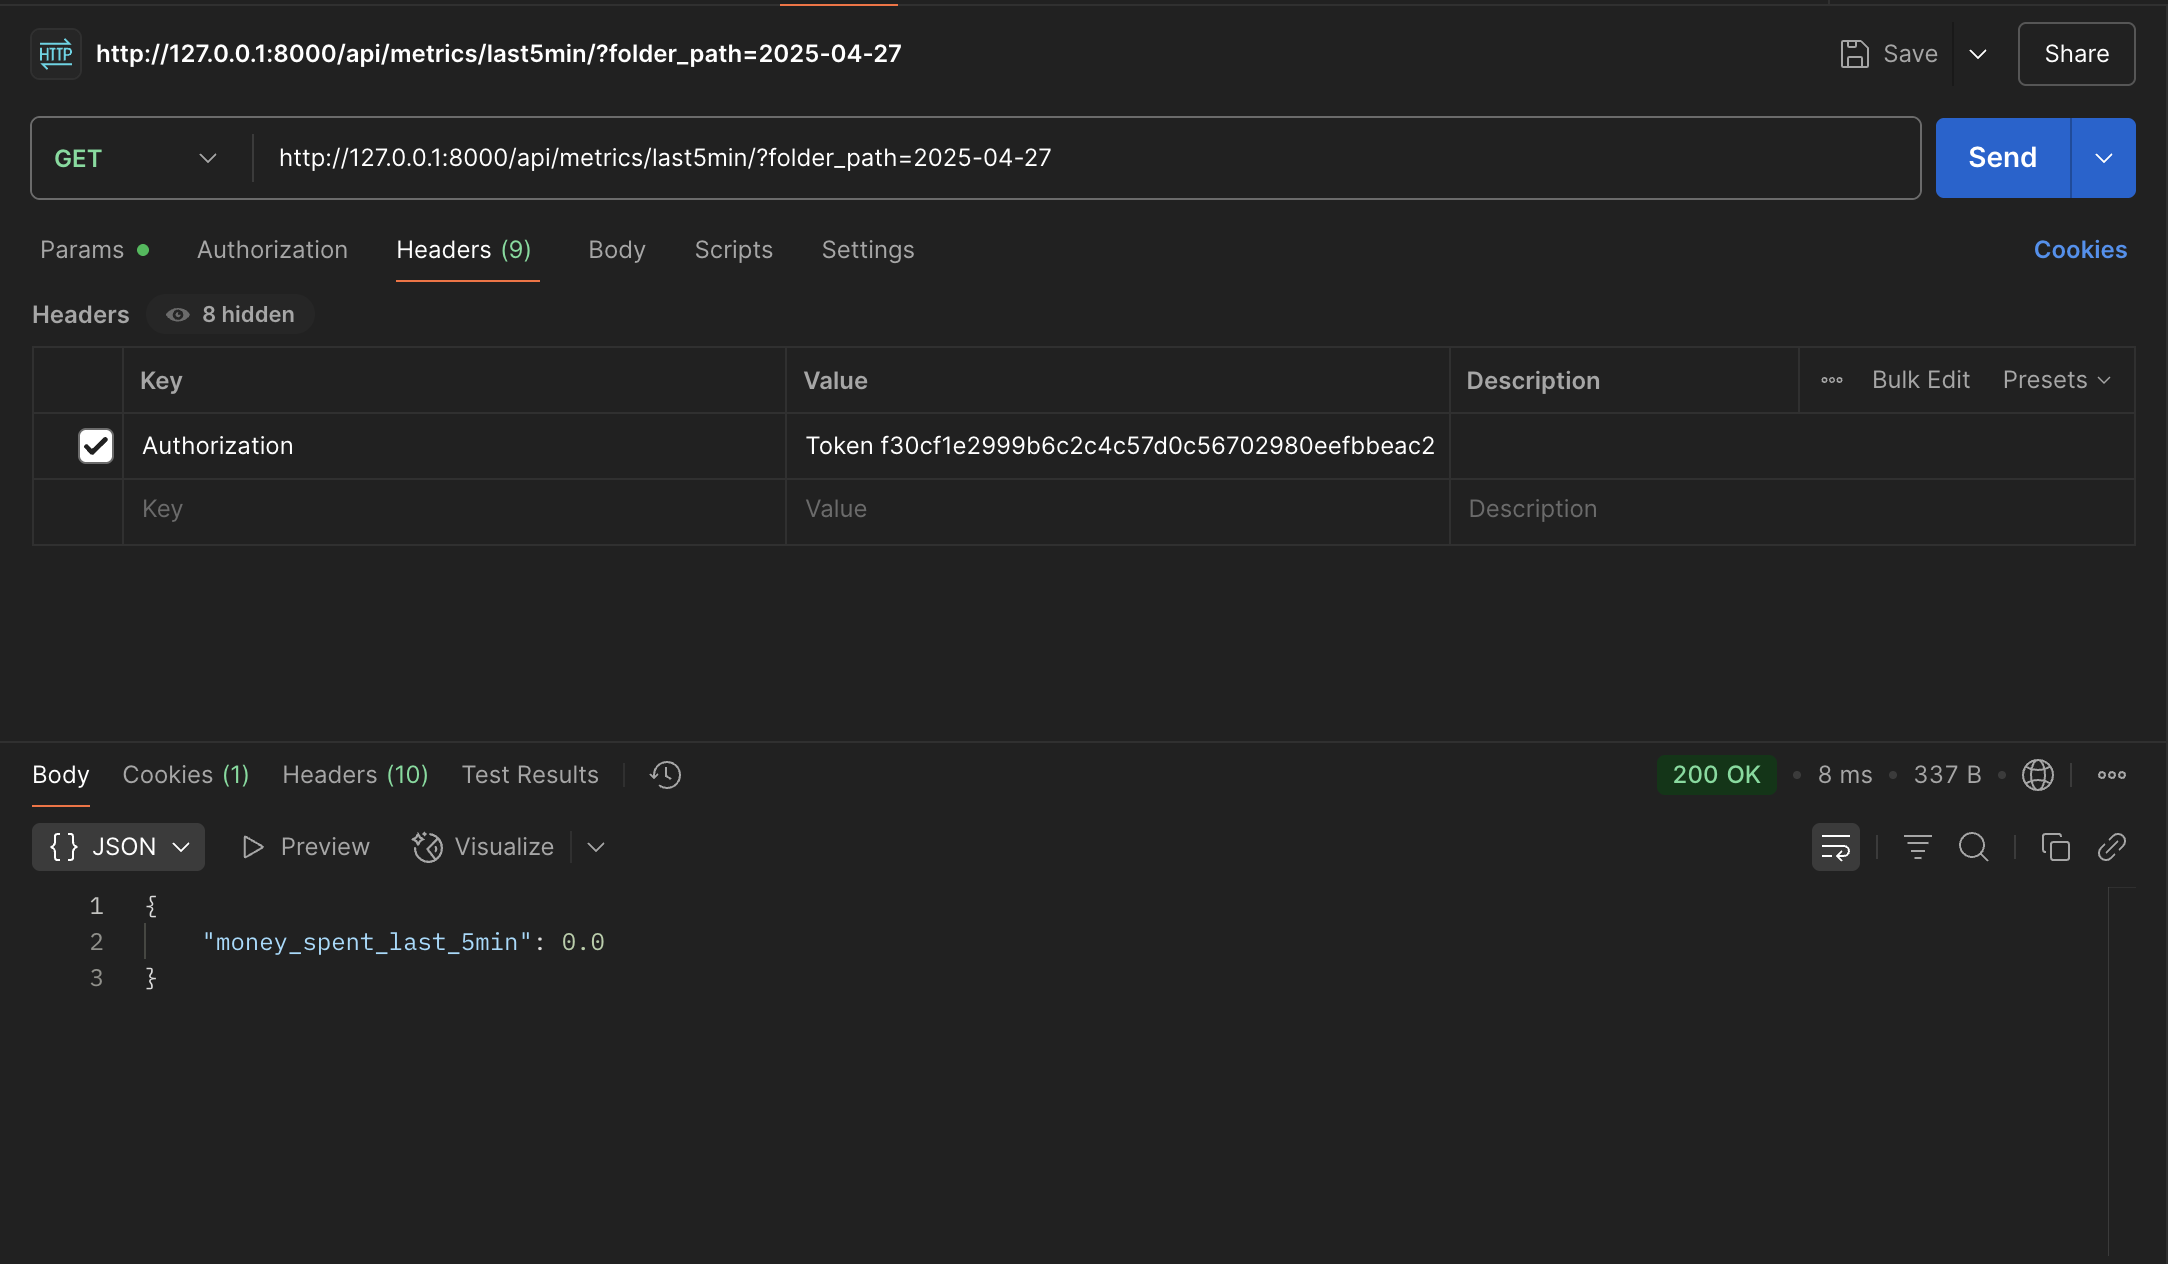 HTTP http://127.0.0.1:8000/api/metrics/last5min/?folder_path=2025-04-27 Save Share
GET http://127.0.0.1:8000/api/metrics/last5min/?folder_path=2025-04-27 Send
Params Authorization Headers (9) Body Scripts Settings Cookies
Headers 8 hidden
Key Value Description Bulk Edit Presets
Authorization Token f30cf1e2999b6c2c4c57d0c56702980eefbbeac2
Key Value Description
Body Cookies (1) Headers (10) Test Results 200 OK 8 ms 337 B
{} JSON Preview Visualize
1 {
2 "money_spent_last_5min": 0.0
3 }